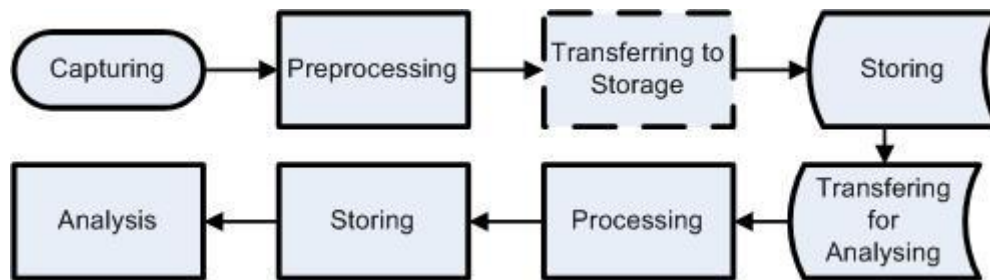 Capturing
Preprocessing
Transferring to
Storage
Storing
Transfering
for
Analysing
Processing
Storing
Analysis